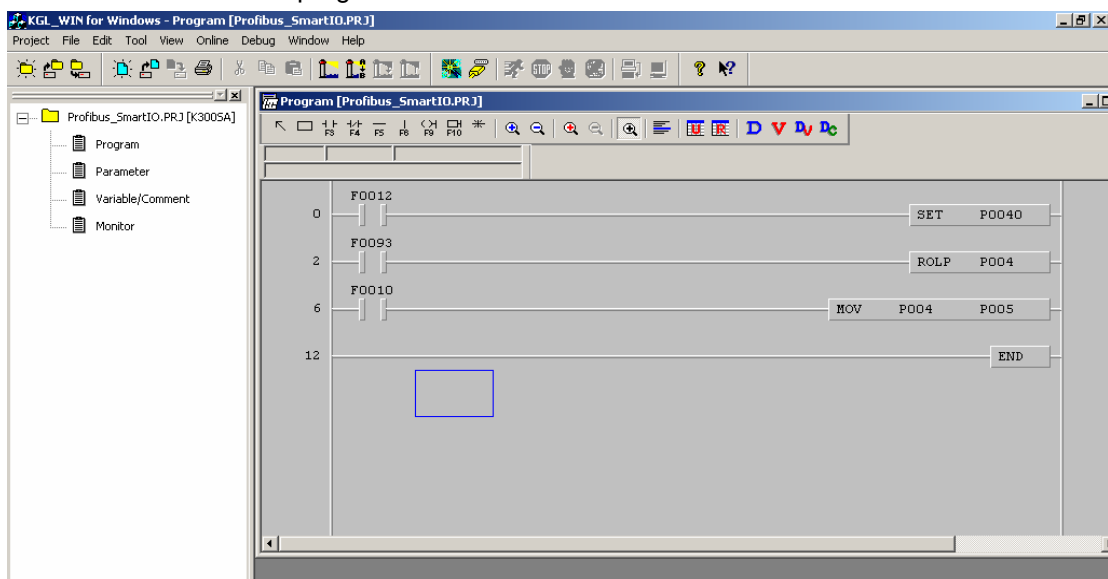 KGL_WIN for Windows - Program [Profibus_SmartIO.PRJ]
Project File Edit Tool View Online Debug Window Help
Profibus_SmartIO.PRJ [K300SA]
Program
Parameter
Variable/Comment
Monitor
Program [Profibus_SmartIO.PRJ]
F3 F4 F5 F6 F9 F10 U R D V DV DC
F0012
0 SET P0040
F0093
2 ROLP P004
F0010
6 MOV P004 P005
12 END